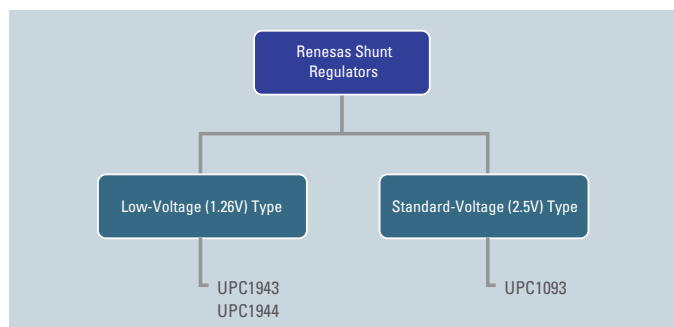 Renesas Shunt
Regulators
Low-Voltage (1.26V) Type
Standard-Voltage (2.5V) Type
UPC1943
UPC1944
UPC1093